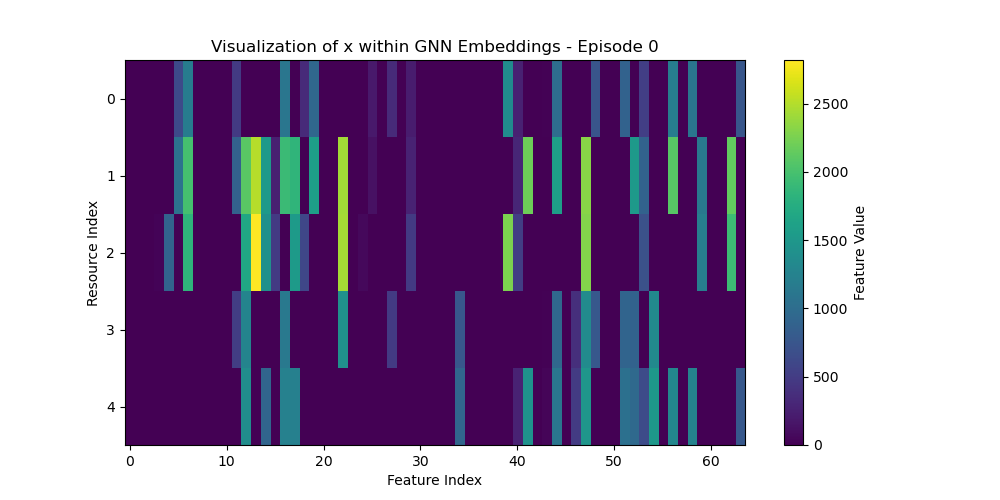 Visualization of x within GNN Embeddings - Episode 0
0
1
2
3
4
Resource Index
0 10 20 30 40 50 60
Feature Index
2500
2000
1500
1000
500
0
Feature Value